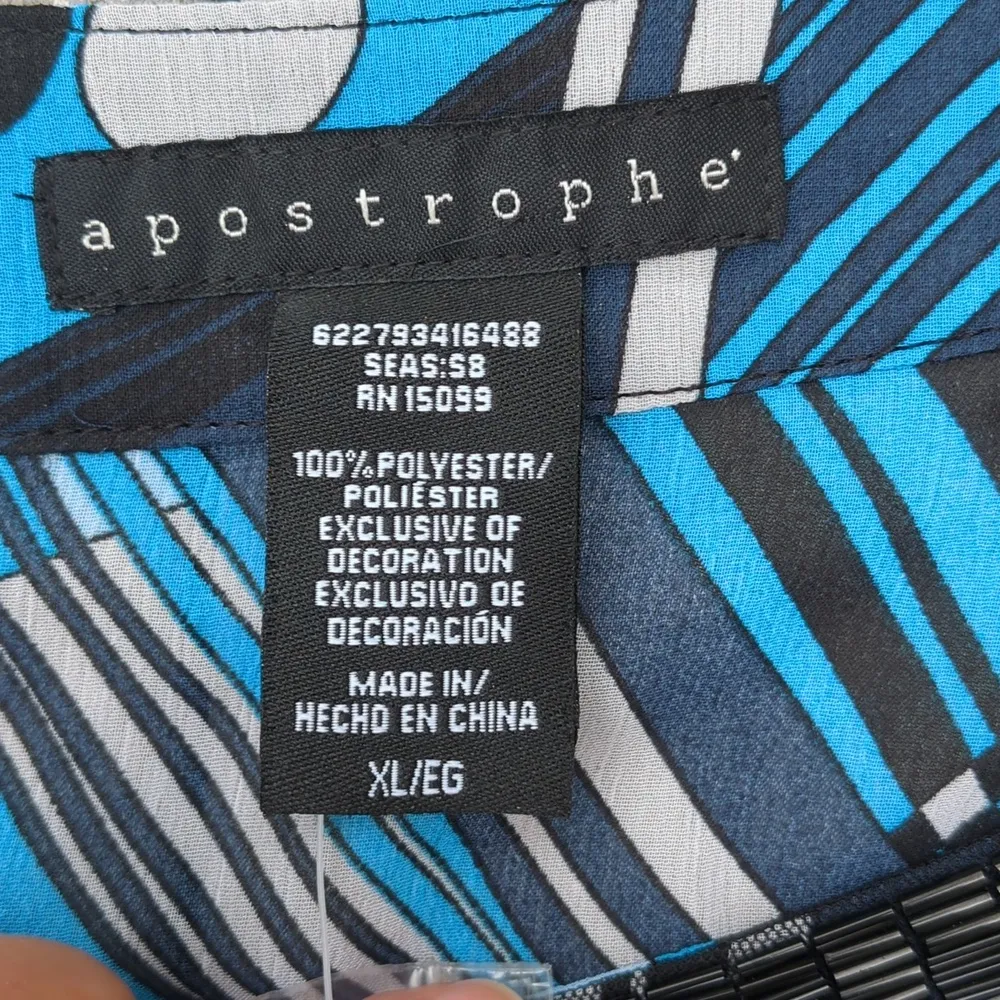 apostrophe
622793416488
SEAS:S8
RN 15099
100% POLYESTER/
POLIÉSTER
EXCLUSIVE OF
DECORATION
EXCLUSIVO DE
DECORACIÓN
MADE IN/
HECHO EN CHINA
XL/EG